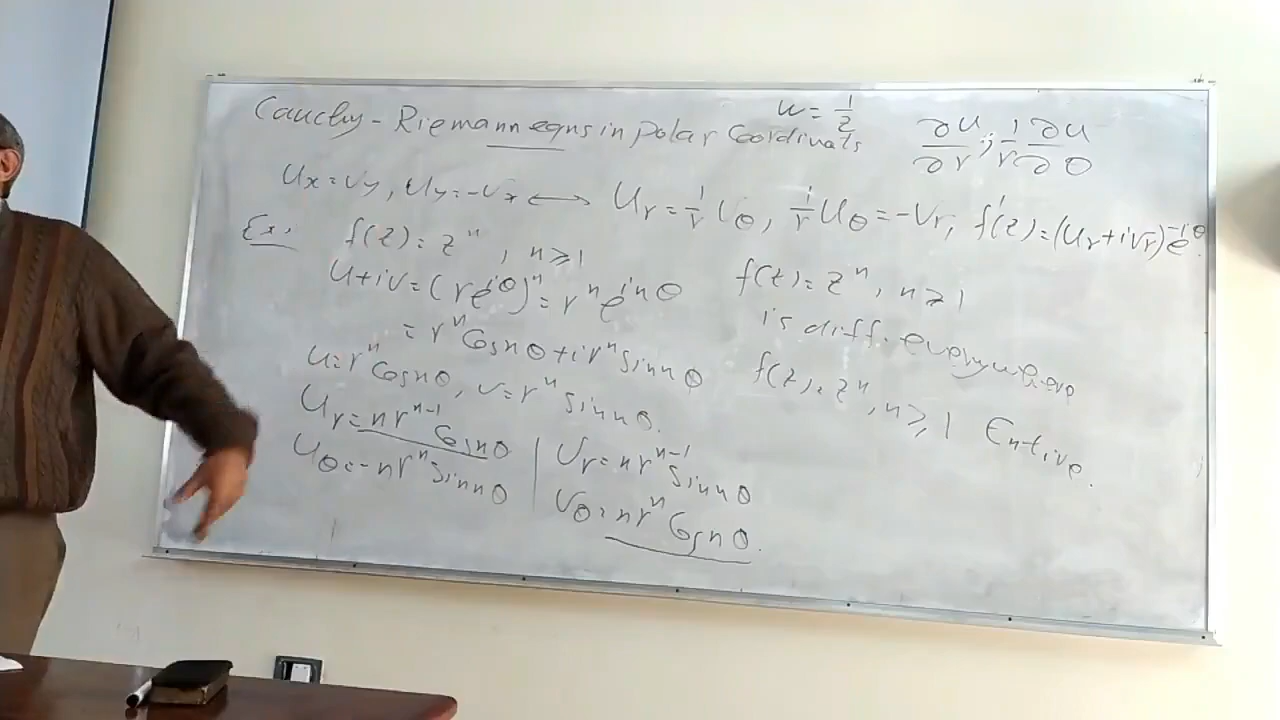 Cauchy-Riemann eqns in polar Coordinats
w = 1/z
∂u/∂r ; 1/r ∂u/∂θ
Ux = Vy, Uy = -Vx ⟷ Ur = 1/r Vθ, 1/r Uθ = -Vr, f'(z) = (Ur + iVr) e^-iθ.
Ex: f(z) = z^n, n ≥ 1
U + iV = (r e^iθ)^n = r^n e^inθ
= r^n Cos nθ + i r^n Sin nθ
u = r^n Cos nθ, v = r^n Sin nθ.
Ur = n r^n-1 Cos nθ
Uθ = -n r^n Sin nθ
Vr = n r^n-1 Sin nθ
Vθ = n r^n Cos nθ.
f(z) = z^n, n ≥ 1
is diff. everywhere
f(z) = z^n, n ≥ 1 Entire.